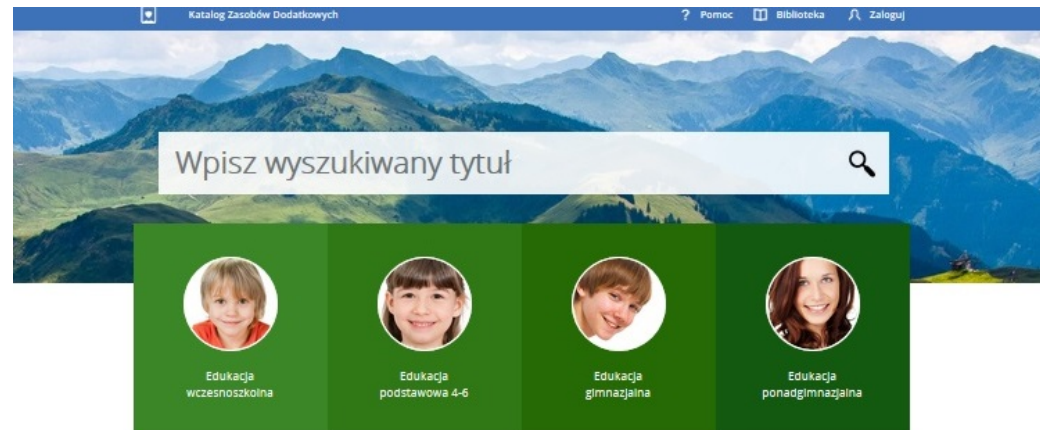 Katalog Zasobów Dodatkowych
? Pomoc
Biblioteka
Zaloguj
Wpisz wyszukiwany tytuł
Edukacja
wczesnoszkolna
Edukacja
podstawowa 4-6
Edukacja
gimnazjalna
Edukacja
ponadgimnazjalna